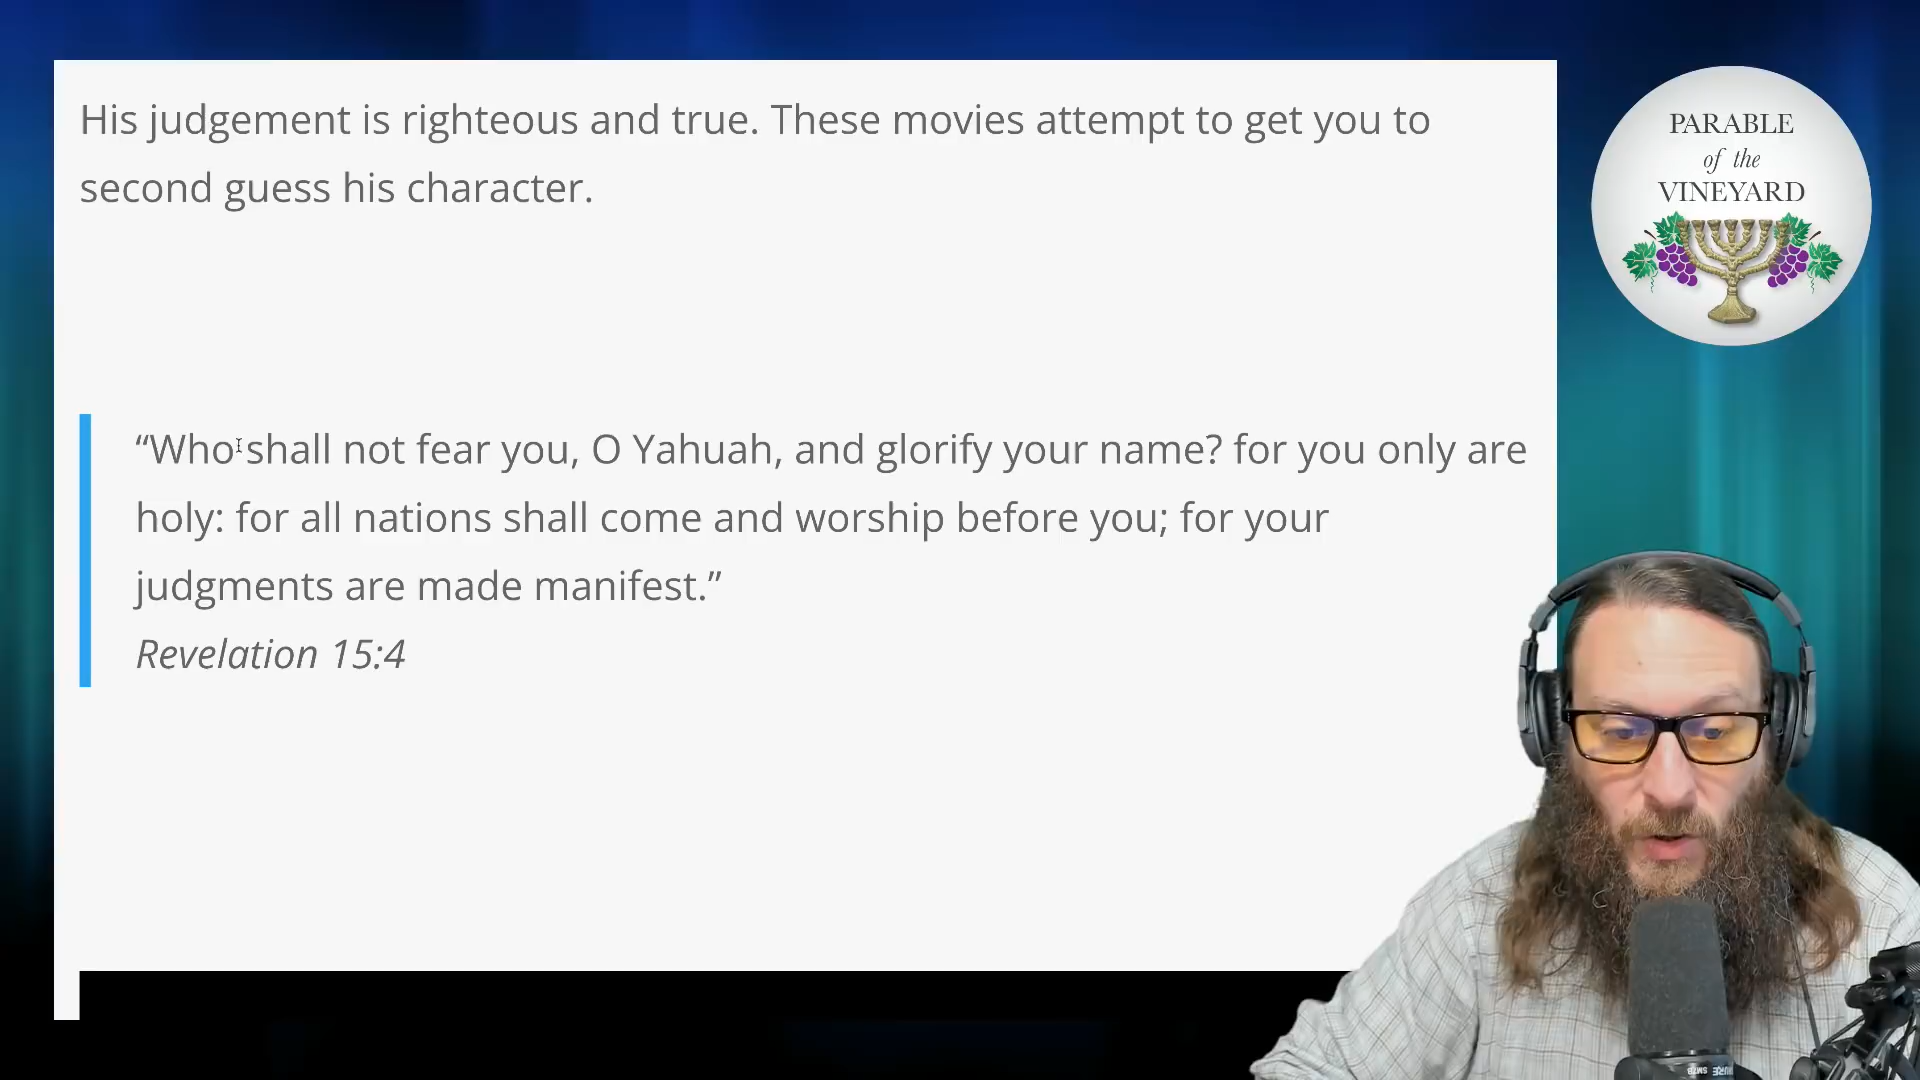 His judgement is righteous and true. These movies attempt to get you to
second guess his character.
“Who shall not fear you, O Yahuah, and glorify your name? for you only are
holy: for all nations shall come and worship before you; for your
judgments are made manifest.”
Revelation 15:4
PARABLE
of the
VINEYARD
SM7B